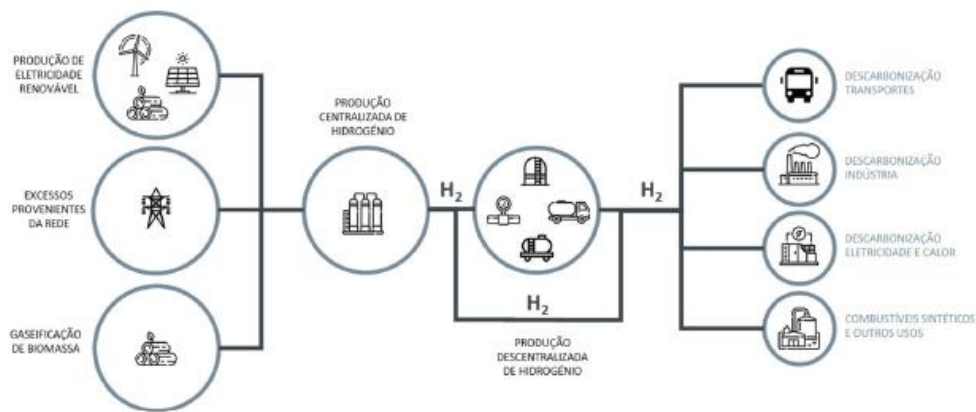 PRODUÇÃO DE
ELETRICIDADE
RENOVÁVEL
EXCESSOS
PROVENIENTES
DA REDE
GASEIFICAÇÃO
DE BIOMASSA
PRODUÇÃO
CENTRALIZADA DE
HIDROGÉNIO
H₂
H₂
H₂
PRODUÇÃO
DESCENTRALIZADA
DE HIDROGÉNIO
DESCARBONIZAÇÃO
TRANSPORTES
DESCARBONIZAÇÃO
INDÚSTRIA
DESCARBONIZAÇÃO
ELETRICIDADE E CALOR
COMBUSTÍVEIS SINTÉTICOS
E OUTROS USOS